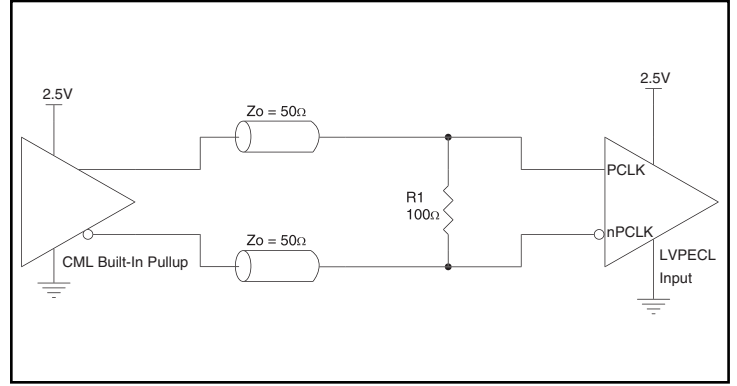 2.5V
2.5V
Zo = 50Ω
PCLK
R1
100Ω
nPCLK
Zo = 50Ω
CML Built-In Pullup
LVPECL
Input